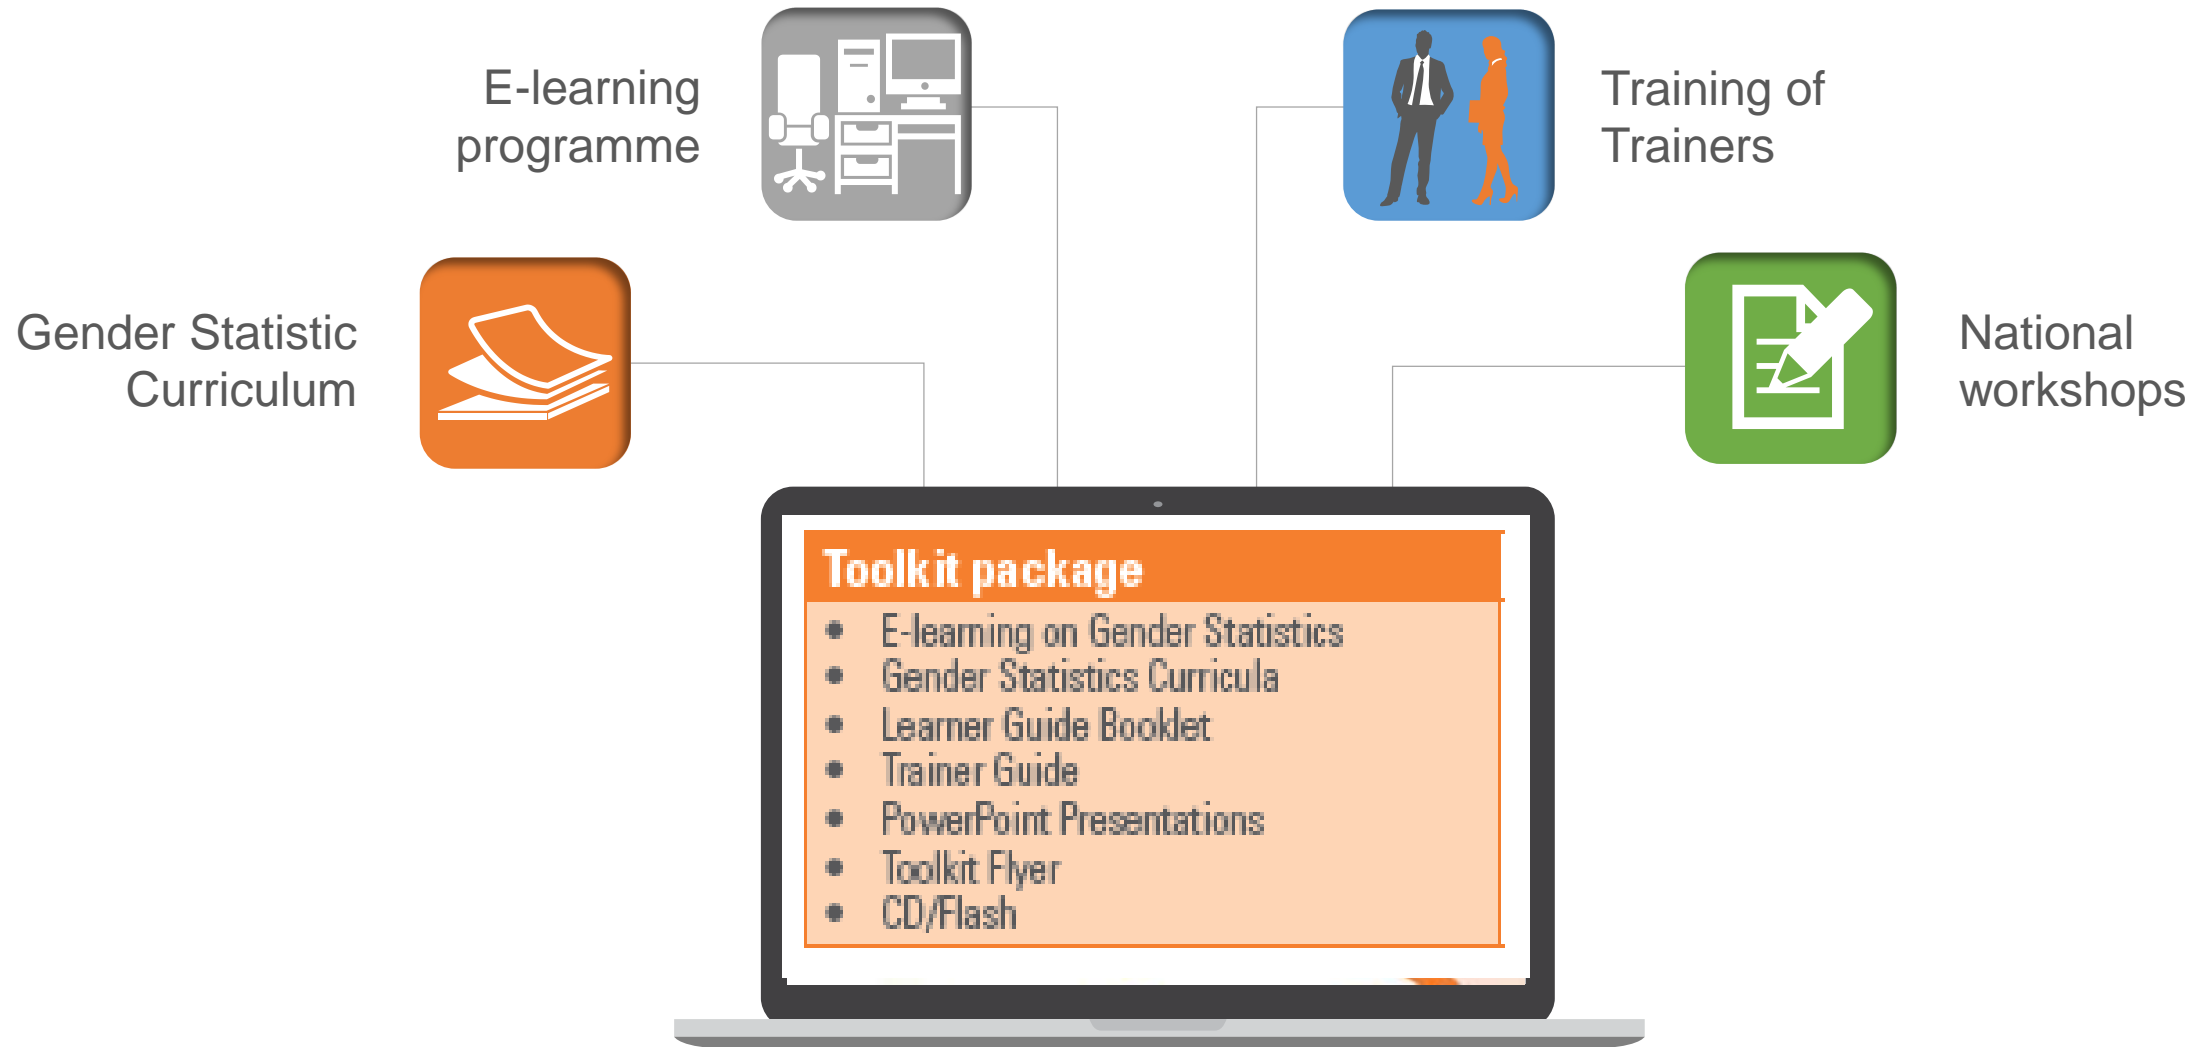 E-learning
programme
Training of
Trainers
Gender Statistic
Curriculum
National
workshops
Toolkit package
• E-learning on Gender Statistics
• Gender Statistics Curricula
• Learner Guide Booklet
• Trainer Guide
• PowerPoint Presentations
• Toolkit Flyer
• CD/Flash